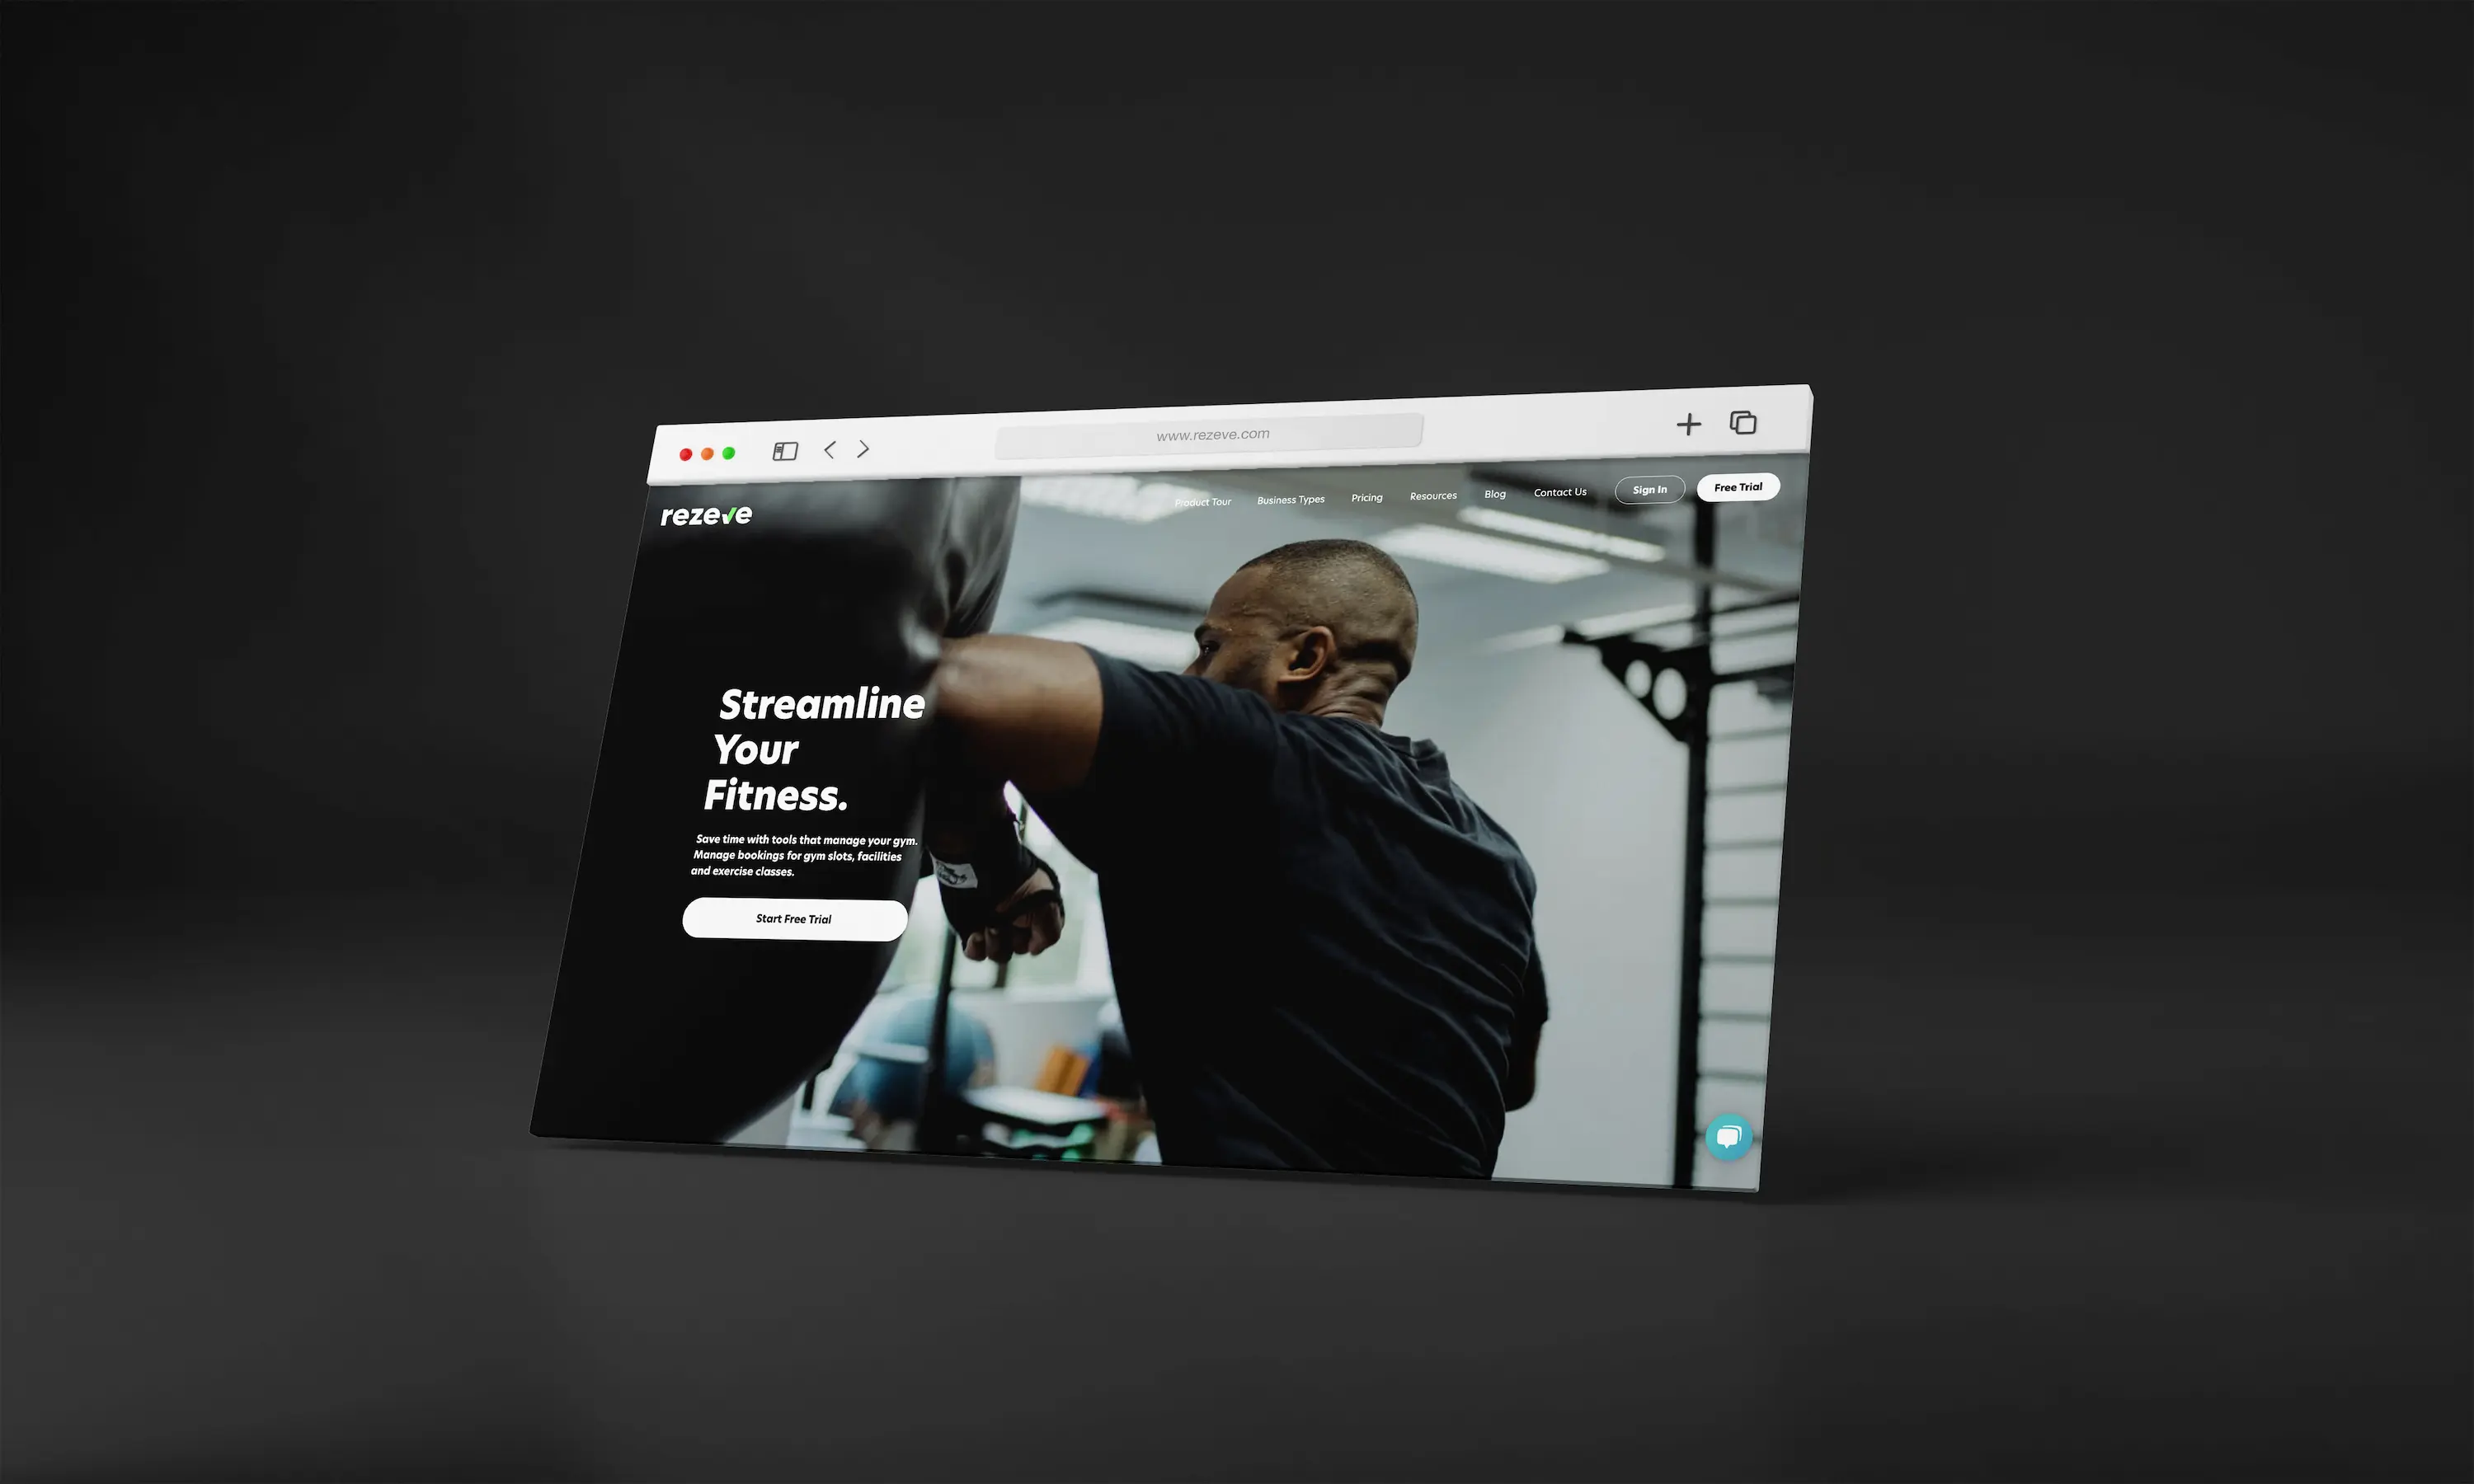 www.rezeve.com
rezeve
Product Tour Business Types Pricing Resources Blog Contact Us Sign In Free Trial
Streamline
Your
Fitness.
Save time with tools that manage your gym.
Manage bookings for gym slots, facilities
and exercise classes.
Start Free Trial